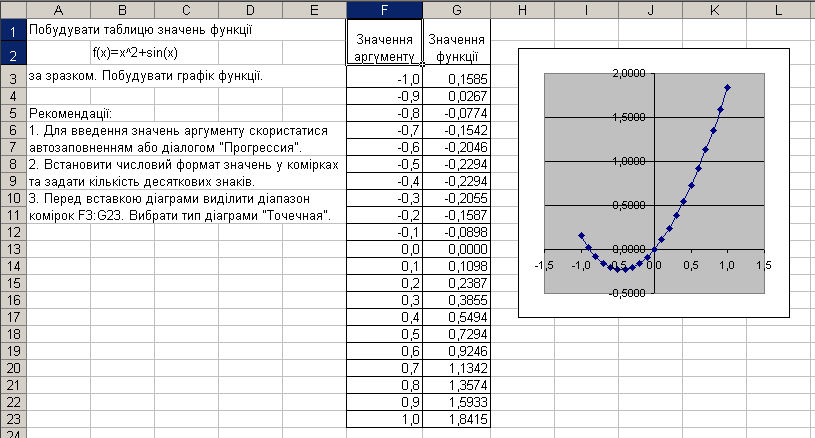 A B C D E F G H I J K L
1 Побудувати таблицю значень функції Значення аргументу Значення функції
2 f(x)=x^2+sin(x)
3 за зразком. Побудувати графік функції. -1,0 0,1585
4 -0,9 0,0267
5 Рекомендації: -0,8 -0,0774
6 1. Для введення значень аргументу скористатися -0,7 -0,1542
7 автозаповненням або діалогом "Прогрессия". -0,6 -0,2046
8 2. Встановити числовий формат значень у комірках -0,5 -0,2294
9 та задати кількість десяткових знаків. -0,4 -0,2294
10 3. Перед вставкою діаграми виділити діапазон -0,3 -0,2055
11 комірок F3:G23. Вибрати тип діаграми "Точечная". -0,2 -0,1587
12 -0,1 -0,0898
13 0,0 0,0000
14 0,1 0,1098
15 0,2 0,2387
16 0,3 0,3855
17 0,4 0,5494
18 0,5 0,7294
19 0,6 0,9246
20 0,7 1,1342
21 0,8 1,3574
22 0,9 1,5933
23 1,0 1,8415
24
2,0000
1,5000
1,0000
0,5000
0,0000
-1,5 -1,0 -0,5 0,0 0,5 1,0 1,5
-0,5000